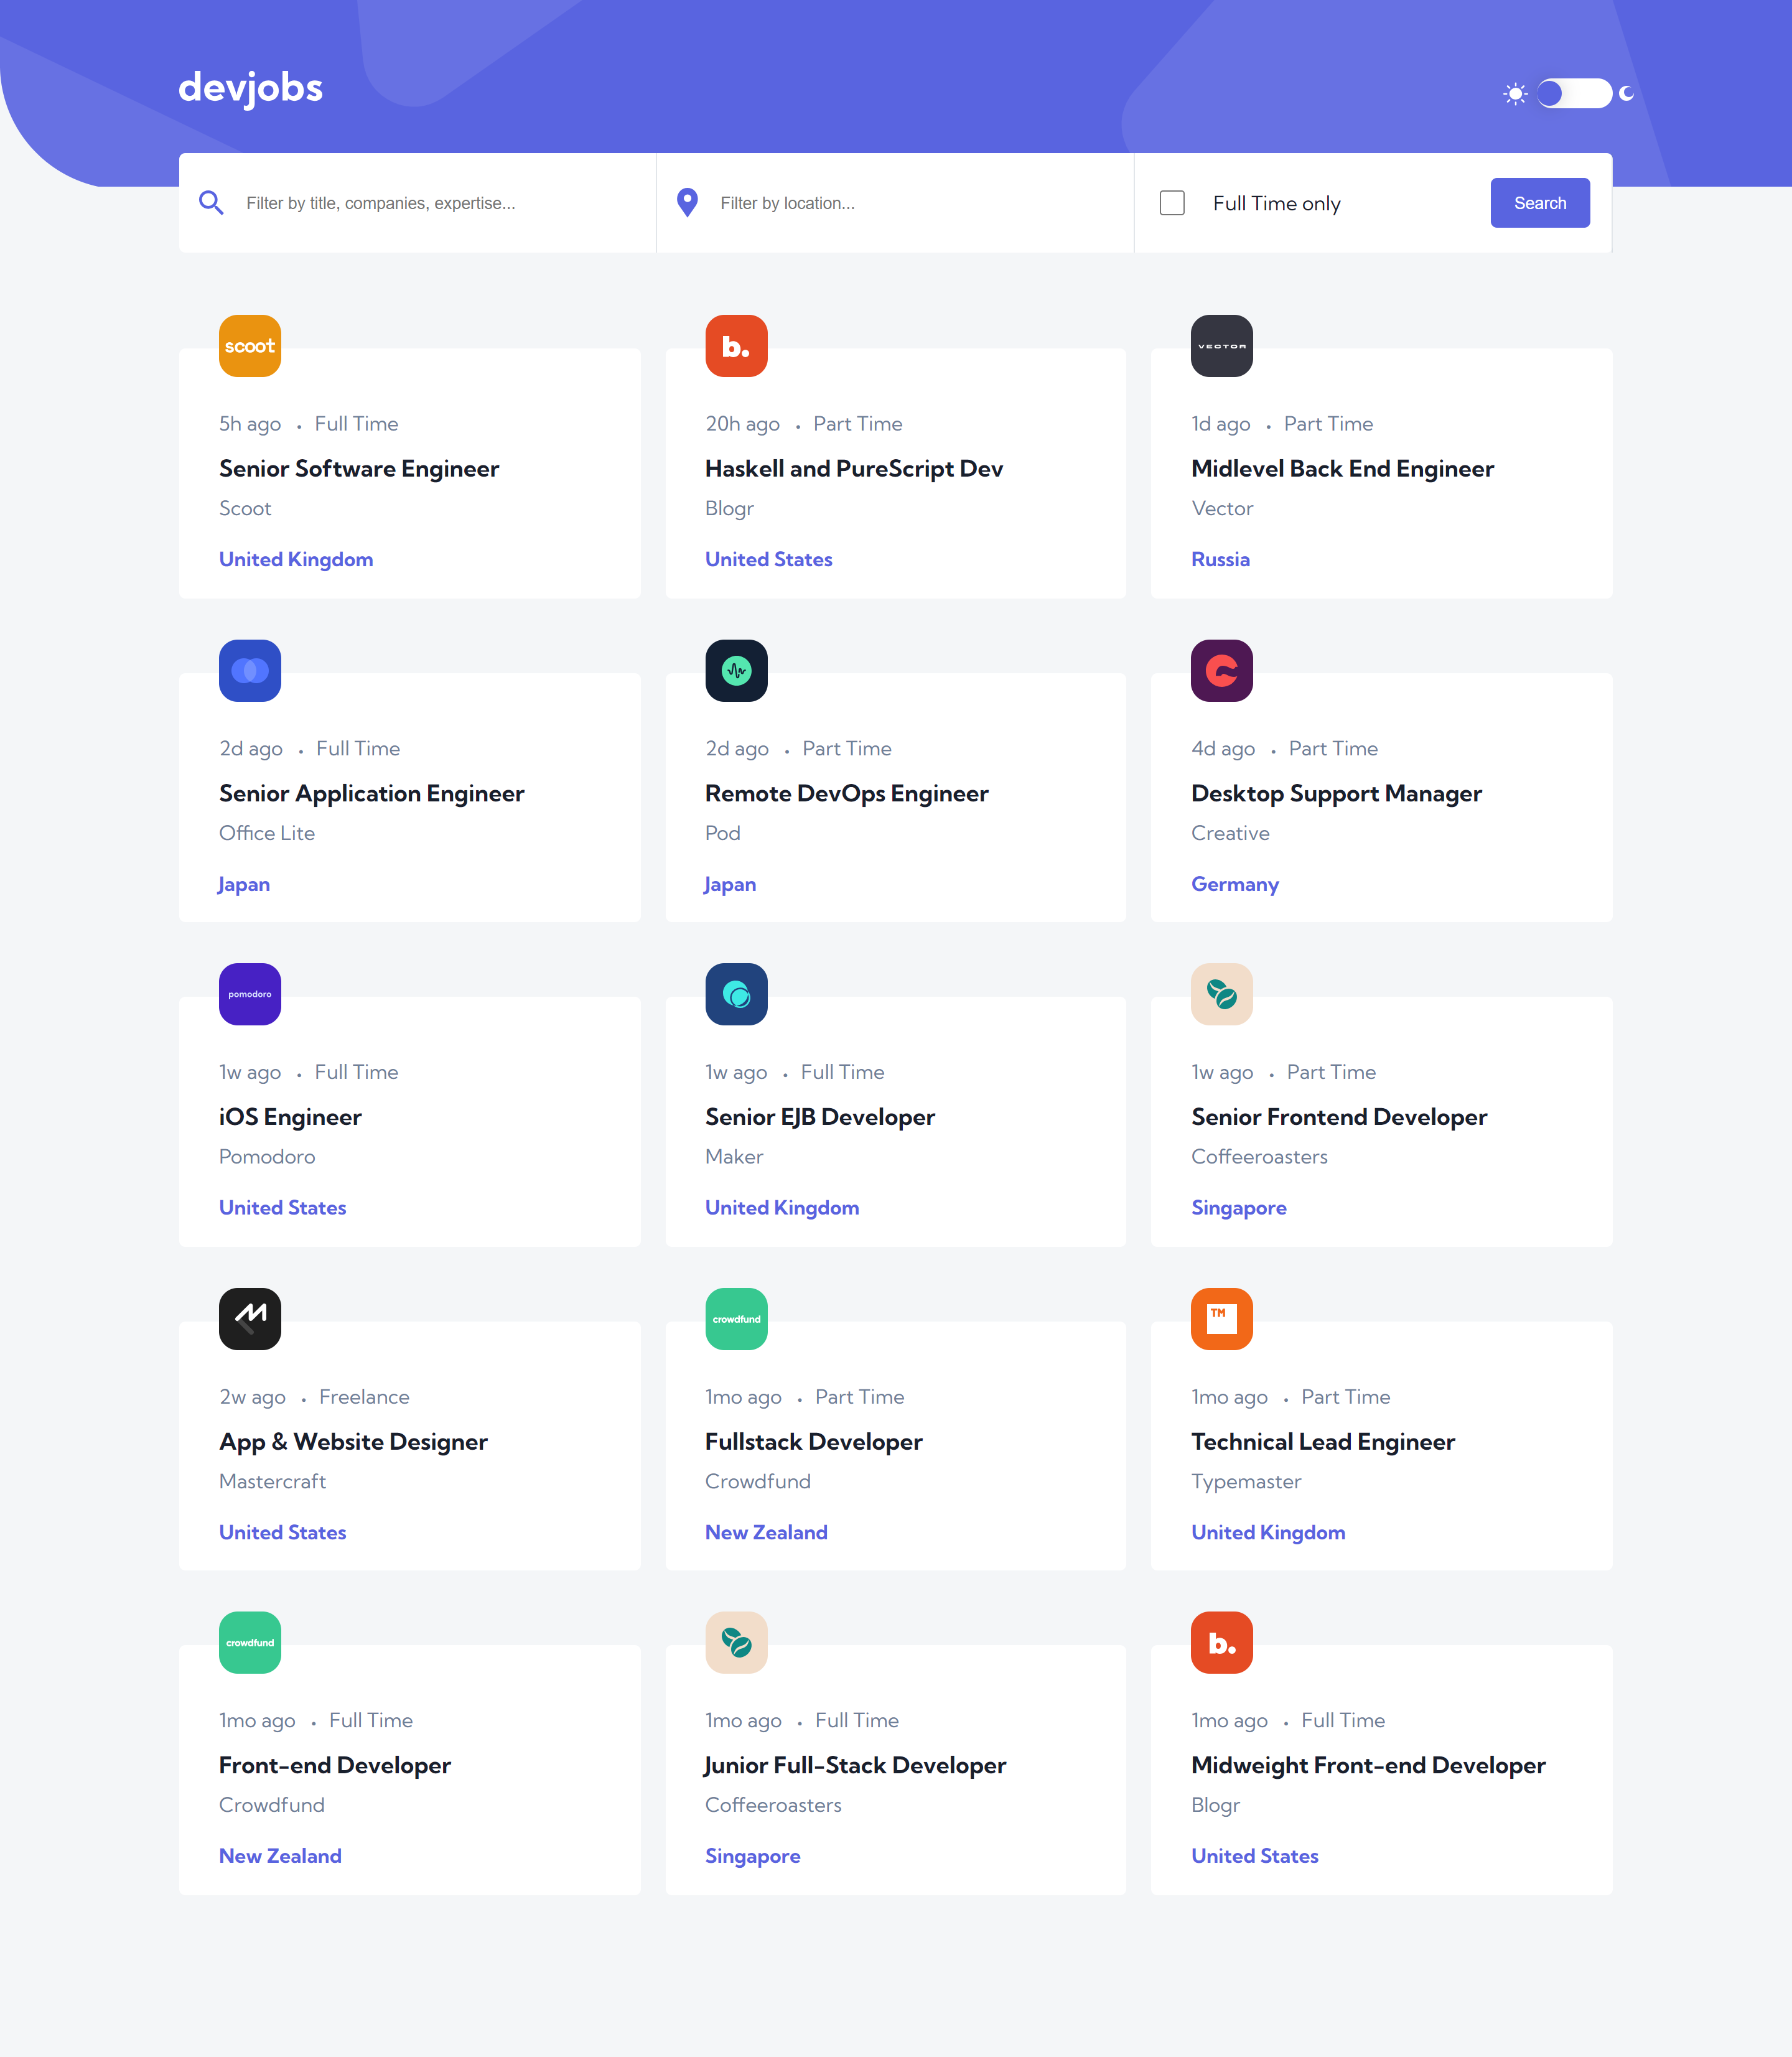 devjobs
Filter by title, companies, expertise...
Filter by location...
Full Time only
Search
scoot
5h ago • Full Time
Senior Software Engineer
Scoot
United Kingdom
b.
20h ago • Part Time
Haskell and PureScript Dev
Blogr
United States
VECTOR
1d ago • Part Time
Midlevel Back End Engineer
Vector
Russia
2d ago • Full Time
Senior Application Engineer
Office Lite
Japan
2d ago • Part Time
Remote DevOps Engineer
Pod
Japan
4d ago • Part Time
Desktop Support Manager
Creative
Germany
pomodoro
1w ago • Full Time
iOS Engineer
Pomodoro
United States
1w ago • Full Time
Senior EJB Developer
Maker
United Kingdom
1w ago • Part Time
Senior Frontend Developer
Coffeeroasters
Singapore
2w ago • Freelance
App & Website Designer
Mastercraft
United States
crowdfund
1mo ago • Part Time
Fullstack Developer
Crowdfund
New Zealand
TM
1mo ago • Part Time
Technical Lead Engineer
Typemaster
United Kingdom
crowdfund
1mo ago • Full Time
Front-end Developer
Crowdfund
New Zealand
1mo ago • Full Time
Junior Full-Stack Developer
Coffeeroasters
Singapore
b.
1mo ago • Full Time
Midweight Front-end Developer
Blogr
United States